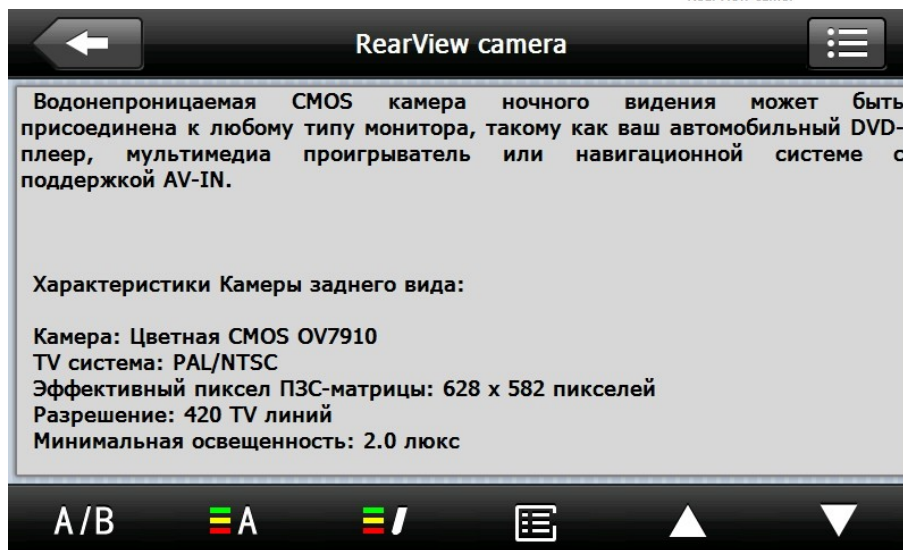 RearView camera
Водонепроницаемая CMOS камера ночного видения может быть
присоединена к любому типу монитора, такому как ваш автомобильный DVD-
плеер, мультимедиа проигрыватель или навигационной системе с
поддержкой AV-IN.
Характеристики Камеры заднего вида:
Камера: Цветная CMOS OV7910
TV система: PAL/NTSC
Эффективный пиксел ПЗС-матрицы: 628 x 582 пикселей
Разрешение: 420 TV линий
Минимальная освещенность: 2.0 люкс
A/B A